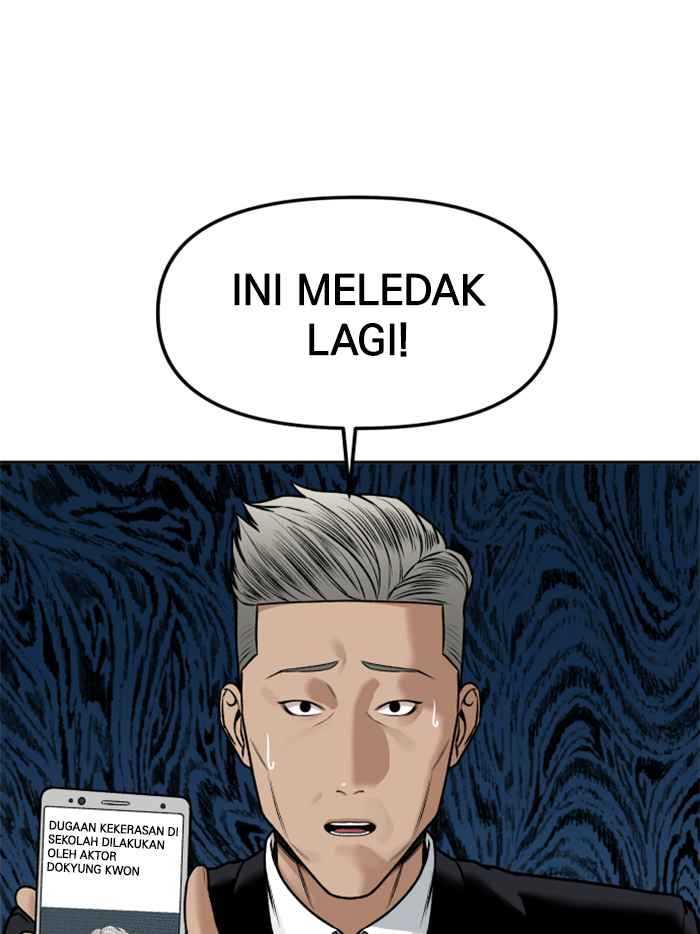 INI MELEDAK
LAGI!
DUGAAN KEKERASAN DI
SEKOLAH DILAKUKAN
OLEH AKTOR
DOKYUNG KWON